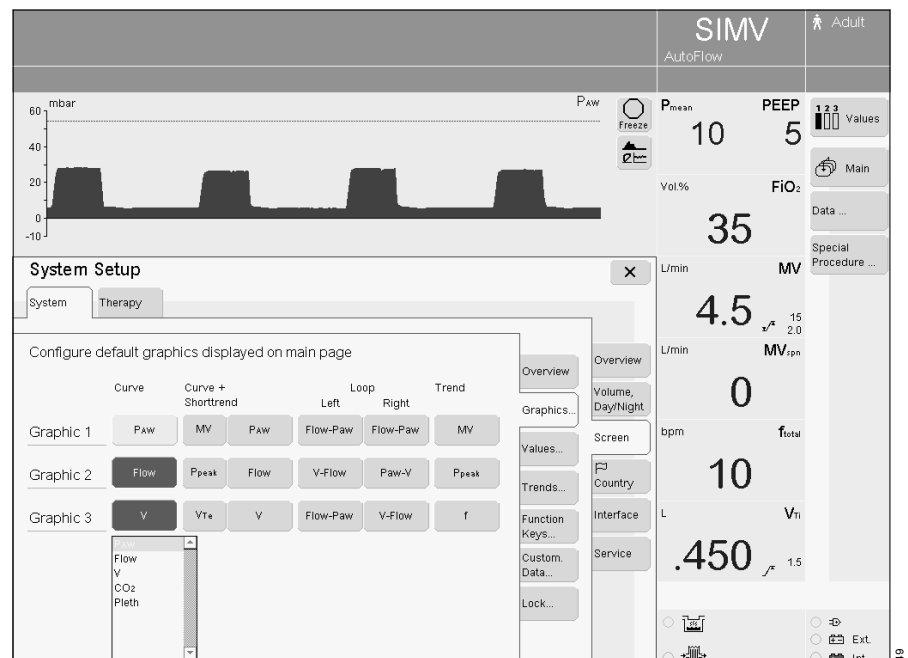 SIMV
AutoFlow
Adult
mbar
PAW
60
40
20
0
-10
Freeze
Pmean PEEP
10 5
Vol.% FiO2
35
L/min MV
4.5 15
2.0
L/min MVspn
0
bpm ftotal
10
L VTi
.450 1.5
1 2 3
Values
Main
Data ...
Special
Procedure ...
System Setup
System Therapy
Configure default graphics displayed on main page
Curve Curve + Loop Trend
Shorttrend Left Right
Graphic 1 PAW MV PAW Flow-Paw Flow-Paw MV
Graphic 2 Flow Ppeak Flow V-Flow Paw-V Ppeak
Graphic 3 V VTe V Flow-Paw V-Flow f
Paw
Flow
V
CO2
Pleth
Overview
Graphics...
Values...
Trends...
Function
Keys...
Custom.
Data...
Lock...
Overview
Volume,
Day/Night
Screen
Country
Interface
Service
Ext.